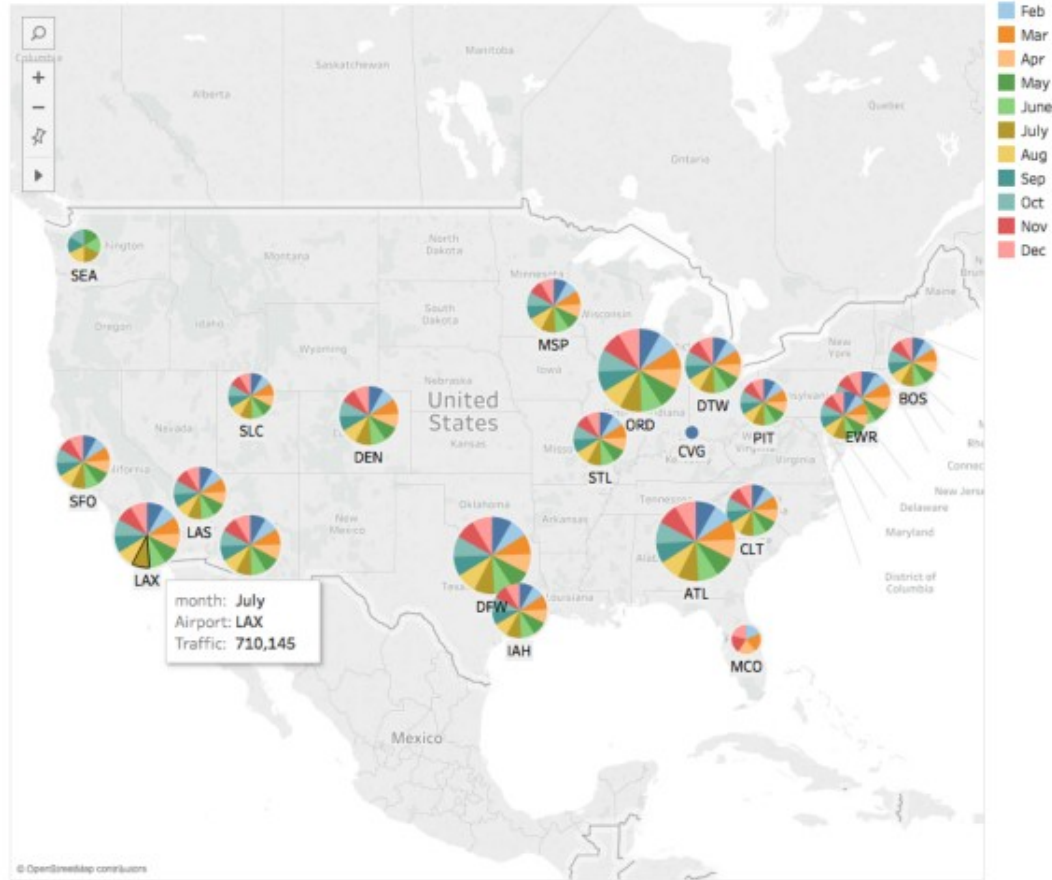 Feb
Mar
Apr
May
June
July
Aug
Sep
Oct
Nov
Dec
Columbia
Alberta
Saskatchewan
Manitoba
Ontario
Quebec
Montana
North
Dakota
Minnesota
Maine
SEA
Oregon
Idaho
South
Dakota
Wisconsin
MSP
New
York
Wyoming
Nebraska
Iowa
SLC
DEN
United
States
Kansas
ORD
DTW
PIT
EWR
BOS
Nevada
CVG
Virginia
STL
SFO
LAS
Oklahoma
Arkansas
New
Mexico
CLT
Delaware
Maryland
District of
Columbia
LAX
DFW
ATL
IAH
MCO
month: July
Airport: LAX
Traffic: 710,145
Mexico
© OpenStreetMap contributors